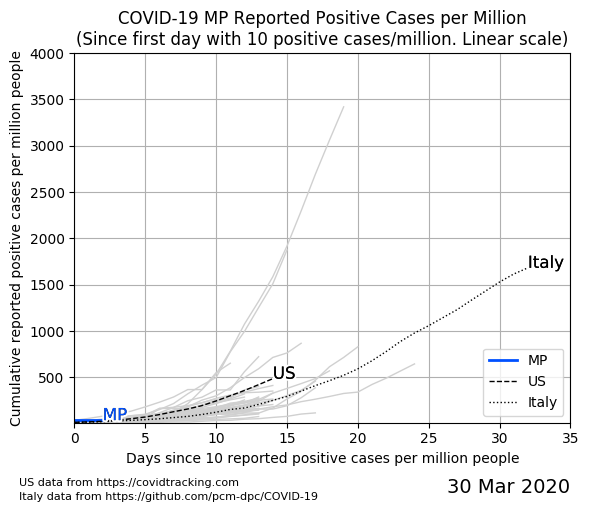 COVID-19 MP Reported Positive Cases per Million
(Since first day with 10 positive cases/million. Linear scale)
Cumulative reported positive cases per million people
4000
3500
3000
2500
2000
1500
1000
500
Italy
US
MP
MP
US
Italy
0 5 10 15 20 25 30 35
Days since 10 reported positive cases per million people
US data from https://covidtracking.com
Italy data from https://github.com/pcm-dpc/COVID-19
30 Mar 2020